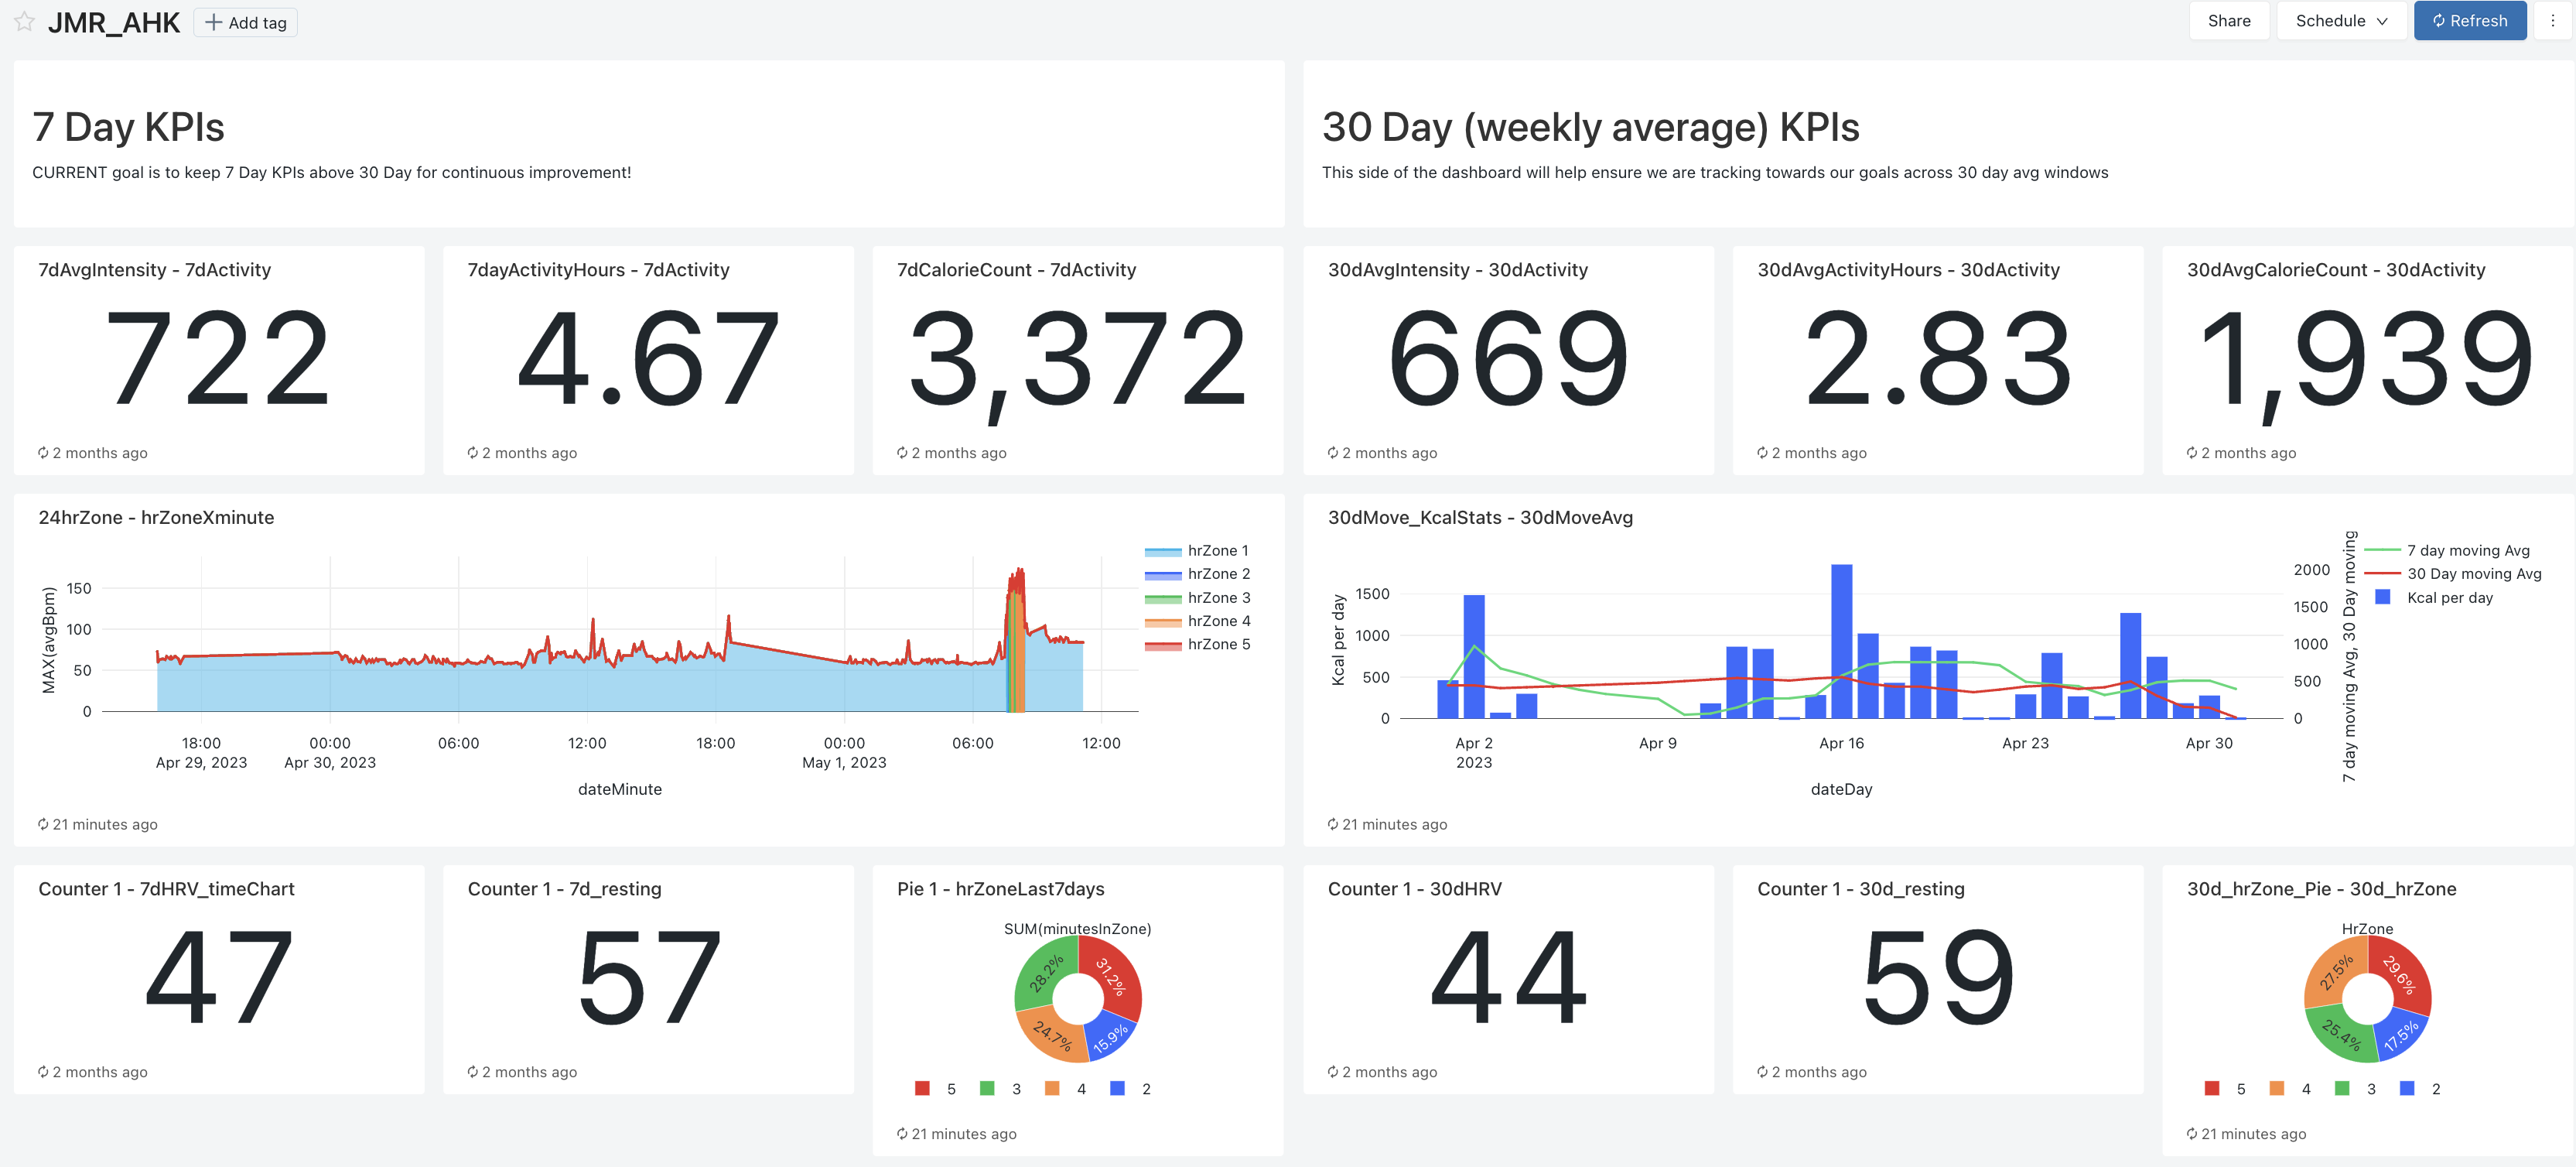 JMR_AHK
Add tag
Share
Schedule
Refresh
7 Day KPIs
CURRENT goal is to keep 7 Day KPIs above 30 Day for continuous improvement!
30 Day (weekly average) KPIs
This side of the dashboard will help ensure we are tracking towards our goals across 30 day avg windows
7dAvgIntensity - 7dActivity
722
2 months ago
7dayActivityHours - 7dActivity
4.67
2 months ago
7dCalorieCount - 7dActivity
3,372
2 months ago
30dAvgIntensity - 30dActivity
669
2 months ago
30dAvgActivityHours - 30dActivity
2.83
2 months ago
30dAvgCalorieCount - 30dActivity
1,939
2 months ago
24hrZone - hrZoneXminute
MAX(avgBpm)
150
100
50
0
18:00
Apr 29, 2023
00:00
Apr 30, 2023
06:00
12:00
18:00
00:00
May 1, 2023
06:00
12:00
dateMinute
hrZone 1
hrZone 2
hrZone 3
hrZone 4
hrZone 5
21 minutes ago
30dMove_KcalStats - 30dMoveAvg
Kcal per day
1500
1000
500
0
Apr 2
2023
Apr 9
Apr 16
Apr 23
Apr 30
dateDay
2000
1500
1000
500
0
7 day moving Avg, 30 Day moving
7 day moving Avg
30 Day moving Avg
Kcal per day
21 minutes ago
Counter 1 - 7dHRV_timeChart
47
2 months ago
Counter 1 - 7d_resting
57
2 months ago
Pie 1 - hrZoneLast7days
SUM(minutesInZone)
31.2%
28.2%
24.7%
15.9%
5
3
4
2
21 minutes ago
Counter 1 - 30dHRV
44
2 months ago
Counter 1 - 30d_resting
59
2 months ago
30d_hrZone_Pie - 30d_hrZone
HrZone
29.6%
27.5%
25.4%
17.5%
5
4
3
2
21 minutes ago